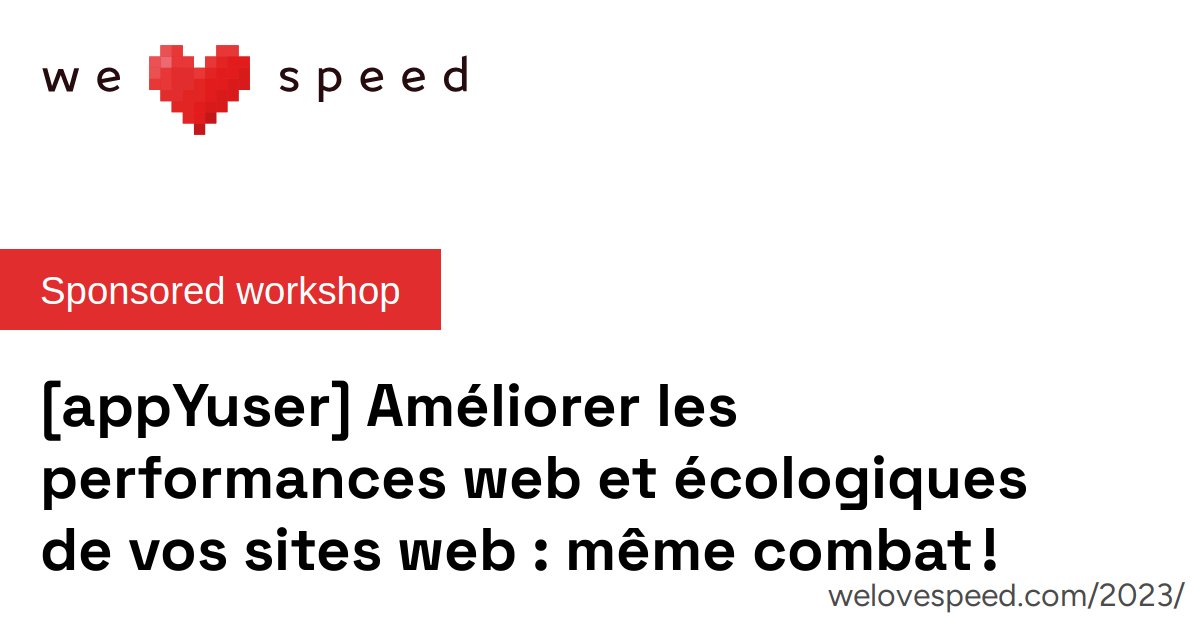 we speed
Sponsored workshop
[appYuser] Améliorer les
performances web et écologiques
de vos sites web : même combat !
welovespeed.com/2023/